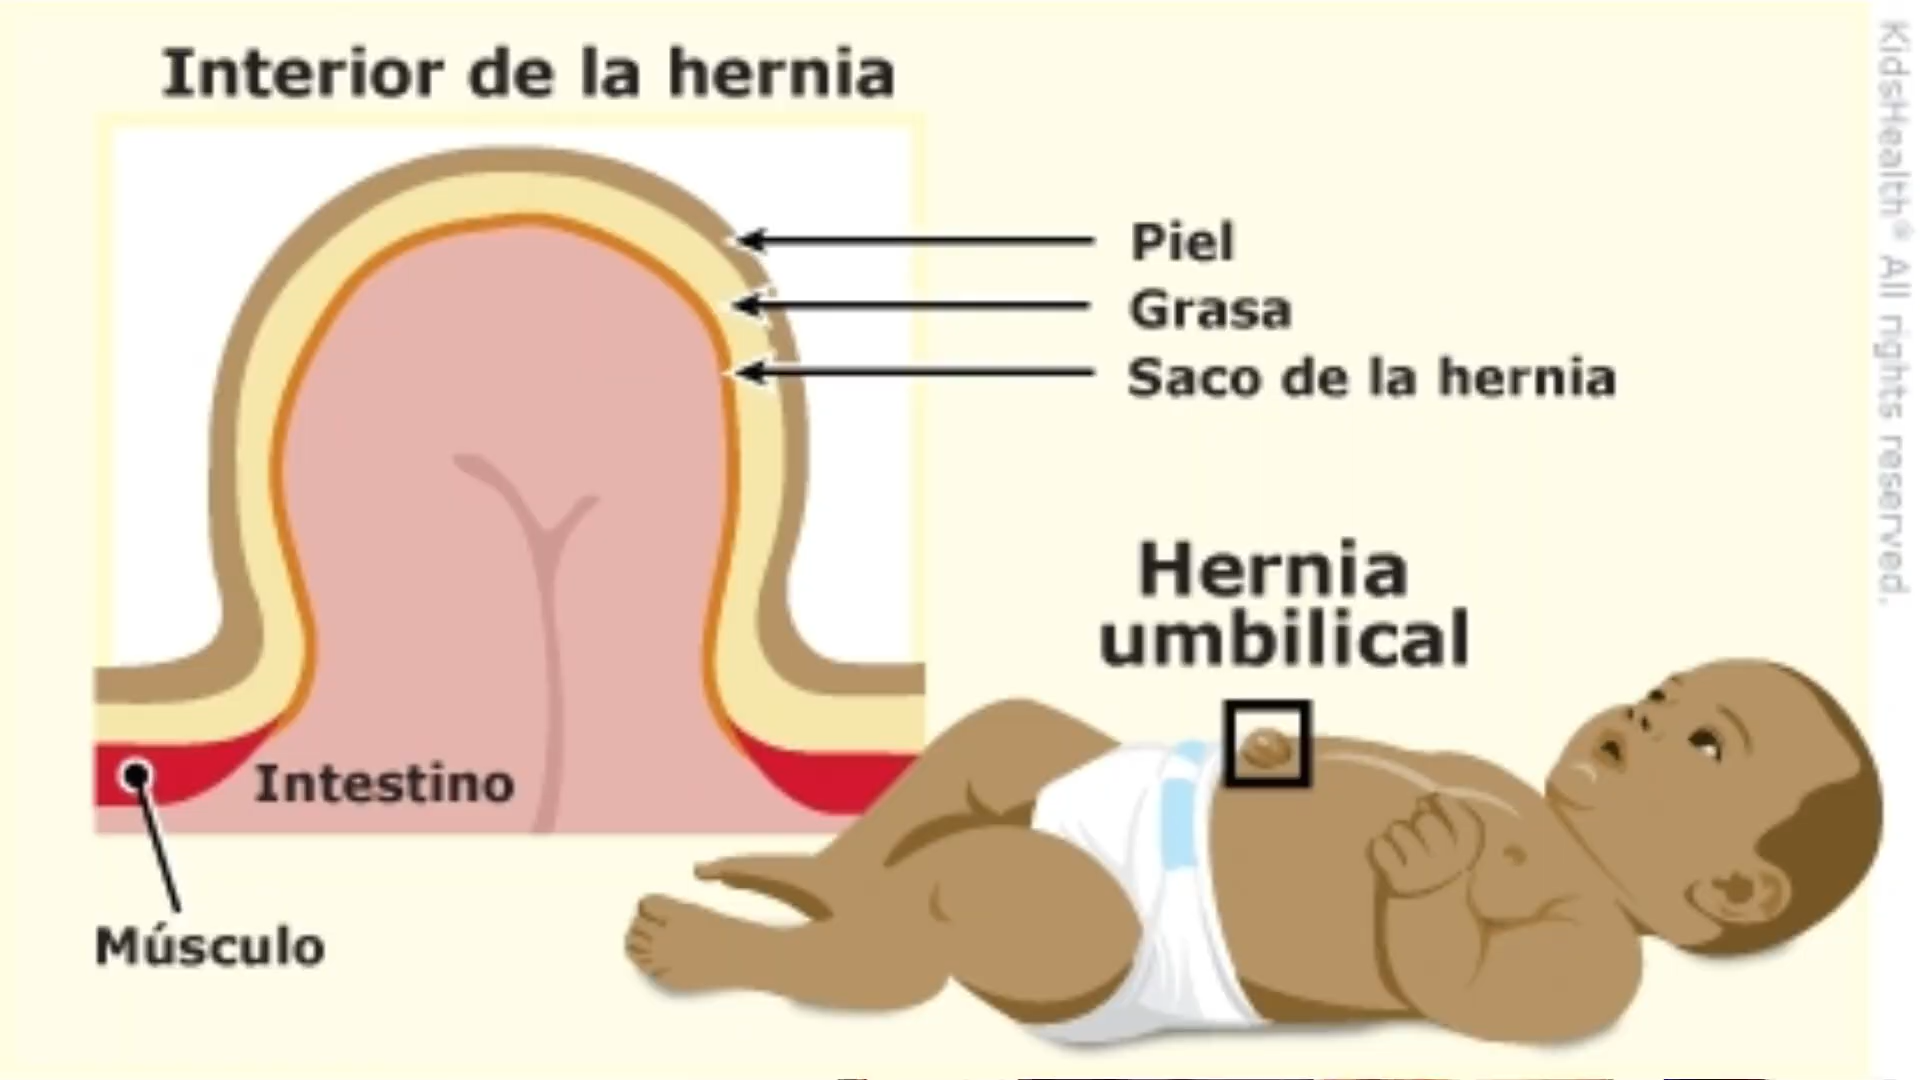 Interior de la hernia
Piel
Grasa
Saco de la hernia
Hernia
umbilical
Intestino
Músculo
KidsHealth® All rights reserved.